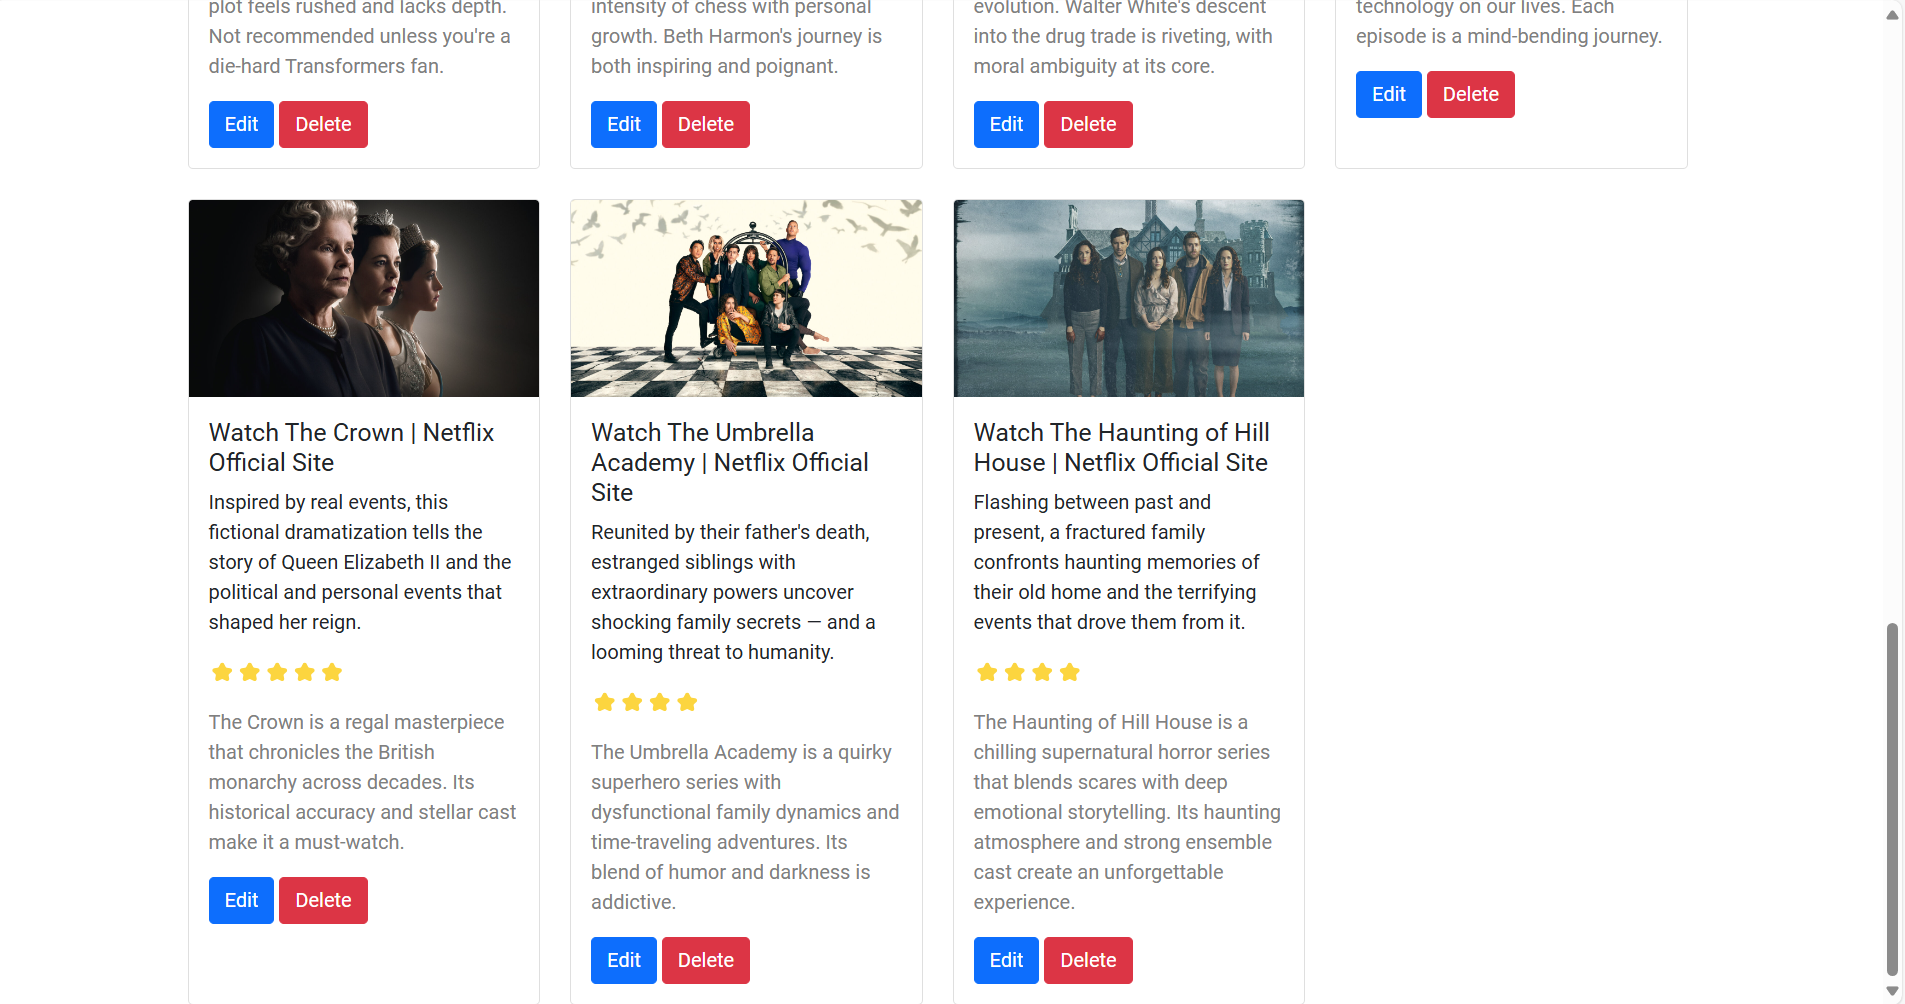 plot feels rushed and lacks depth.
Not recommended unless you're a
die-hard Transformers fan.
Edit Delete
intensity of chess with personal
growth. Beth Harmon's journey is
both inspiring and poignant.
Edit Delete
evolution. Walter White's descent
into the drug trade is riveting, with
moral ambiguity at its core.
Edit Delete
technology on our lives. Each
episode is a mind-bending journey.
Edit Delete
Watch The Crown | Netflix
Official Site
Inspired by real events, this
fictional dramatization tells the
story of Queen Elizabeth II and the
political and personal events that
shaped her reign.
The Crown is a regal masterpiece
that chronicles the British
monarchy across decades. Its
historical accuracy and stellar cast
make it a must-watch.
Edit Delete
Watch The Umbrella
Academy | Netflix Official
Site
Reunited by their father's death,
estranged siblings with
extraordinary powers uncover
shocking family secrets — and a
looming threat to humanity.
The Umbrella Academy is a quirky
superhero series with
dysfunctional family dynamics and
time-traveling adventures. Its
blend of humor and darkness is
addictive.
Edit Delete
Watch The Haunting of Hill
House | Netflix Official Site
Flashing between past and
present, a fractured family
confronts haunting memories of
their old home and the terrifying
events that drove them from it.
The Haunting of Hill House is a
chilling supernatural horror series
that blends scares with deep
emotional storytelling. Its haunting
atmosphere and strong ensemble
cast create an unforgettable
experience.
Edit Delete